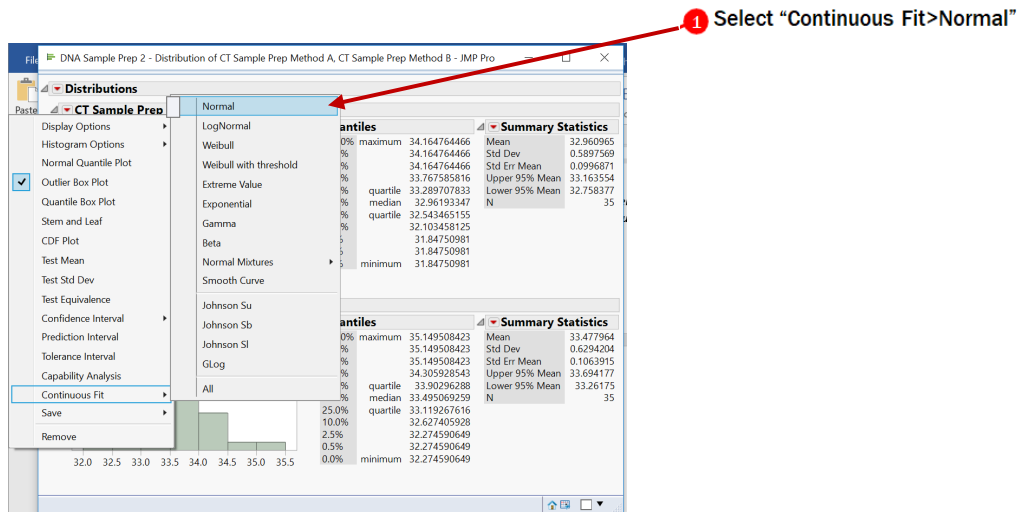 1 Select “Continuous Fit>Normal”
File
DNA Sample Prep 2 - Distribution of CT Sample Prep Method A, CT Sample Prep Method B - JMP Pro
Paste
Distributions
CT Sample Prep
Display Options
Histogram Options
Normal Quantile Plot
Outlier Box Plot
Quantile Box Plot
Stem and Leaf
CDF Plot
Test Mean
Test Std Dev
Test Equivalence
Confidence Interval
Prediction Interval
Tolerance Interval
Capability Analysis
Continuous Fit
Save
Remove
Normal
LogNormal
Weibull
Weibull with threshold
Extreme Value
Exponential
Gamma
Beta
Normal Mixtures
Smooth Curve
Johnson Su
Johnson Sb
Johnson Sl
GLog
All
antiles
0% maximum 34.164764466
% 34.164764466
% 34.164764466
% 33.767585816
% quartile 33.289707833
% median 32.96193347
% quartile 32.543465155
% 32.103458125
31.84750981
31.84750981
minimum 31.84750981
Summary Statistics
Mean 32.960965
Std Dev 0.5897569
Std Err Mean 0.0996871
Upper 95% Mean 33.163554
Lower 95% Mean 32.758377
N 35
antiles
0% maximum 35.149508423
% 35.149508423
% 35.149508423
% 34.305928543
% quartile 33.90296288
% median 33.495069259
25.0% quartile 33.119267616
10.0% 32.627405928
2.5% 32.274590649
0.5% 32.274590649
0.0% minimum 32.274590649
Summary Statistics
Mean 33.477964
Std Dev 0.6294204
Std Err Mean 0.1063915
Upper 95% Mean 33.694177
Lower 95% Mean 33.26175
N 35
32.0 32.5 33.0 33.5 34.0 34.5 35.0 35.5